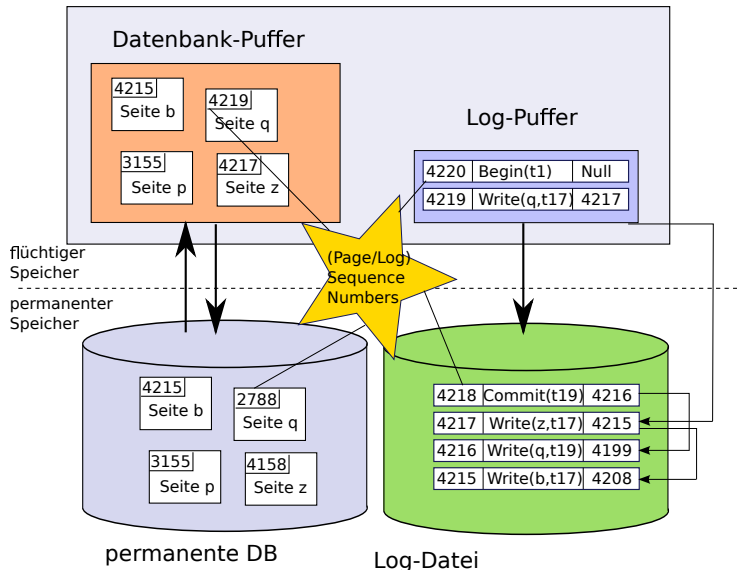 Datenbank-Puffer
4215
Seite b
4219
Seite q
3155
Seite p
4217
Seite z
Log-Puffer
4220 Begin(t1) Null
4219 Write(q,t17) 4217
(Page/Log)
Sequence
Numbers
flüchtiger
Speicher
permanenter
Speicher
4215
Seite b
2788
Seite q
3155
Seite p
4158
Seite z
4218 Commit(t19) 4216
4217 Write(z,t17) 4215
4216 Write(q,t19) 4199
4215 Write(b,t17) 4208
permanente DB
Log-Datei